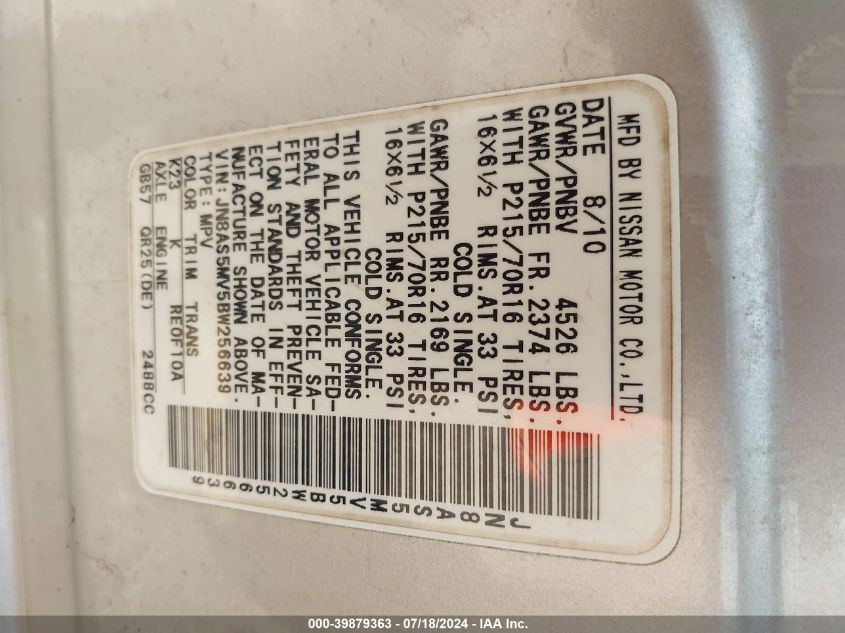 MFD BY NISSAN MOTOR CO.,LTD.
DATE 8/10
GVWR/PNBV 4526 LBS.
GAWR/PNBE FR. 2374 LBS.
WITH P215/70R16 TIRES,
16X6½ RIMS.AT 33 PSI
COLD SINGLE.
GAWR/PNBE RR. 2169 LBS.
WITH P215/70R16 TIRES,
16X6½ RIMS.AT 33 PSI
COLD SINGLE.
THIS VEHICLE CONFORMS
TO ALL APPLICABLE FED-
ERAL MOTOR VEHICLE SA-
FETY AND THEFT PREVEN-
TION STANDARDS IN EFF-
ECT ON THE DATE OF MA-
NUFACTURE SHOWN ABOVE.
VIN:JN8AS5MV5BW256639
TYPE:MPV
COLOR TRIM TRANS
K23 K RE0F10A
AXLE ENGINE
GB57 QR25(DE) 2488CC
JN8AS5MV5BW256639
000-39879363 - 07/18/2024 - IAA Inc.